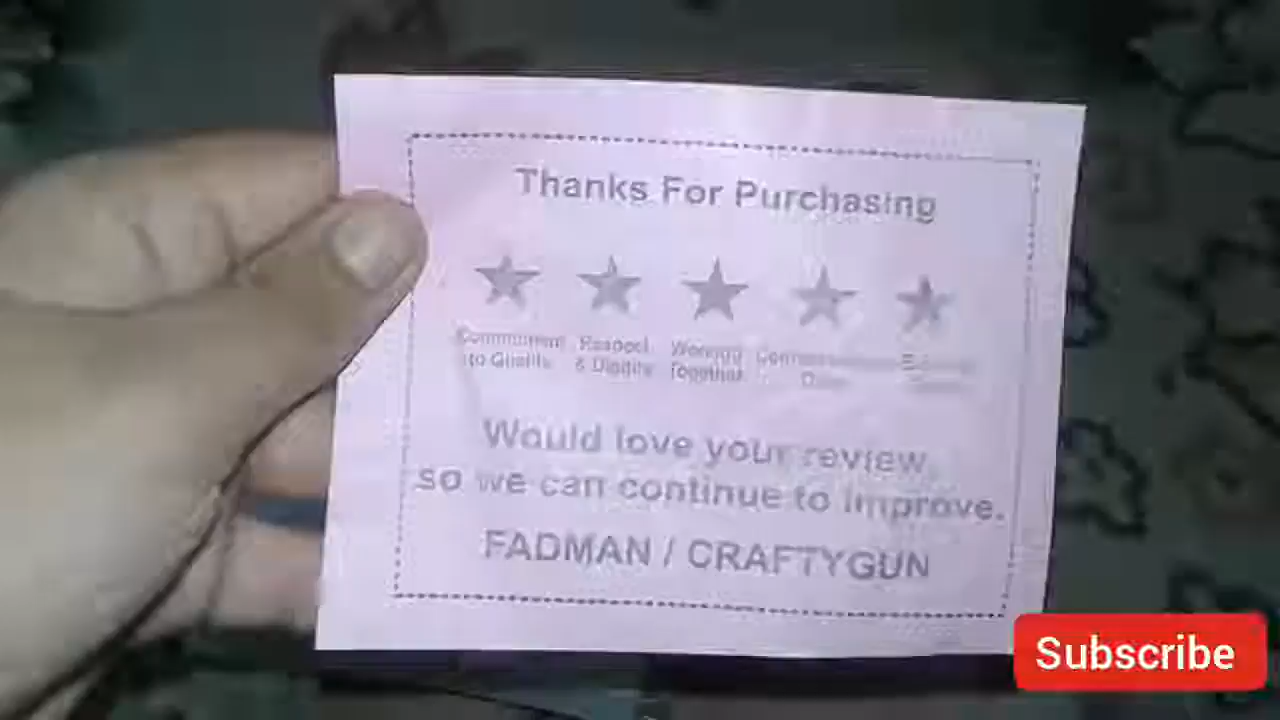 Thanks For Purchasing
Commitment Respect Working
to Quality & Dignity Together
Would love your review,
so we can continue to improve.
FADMAN / CRAFTYGUN
Subscribe